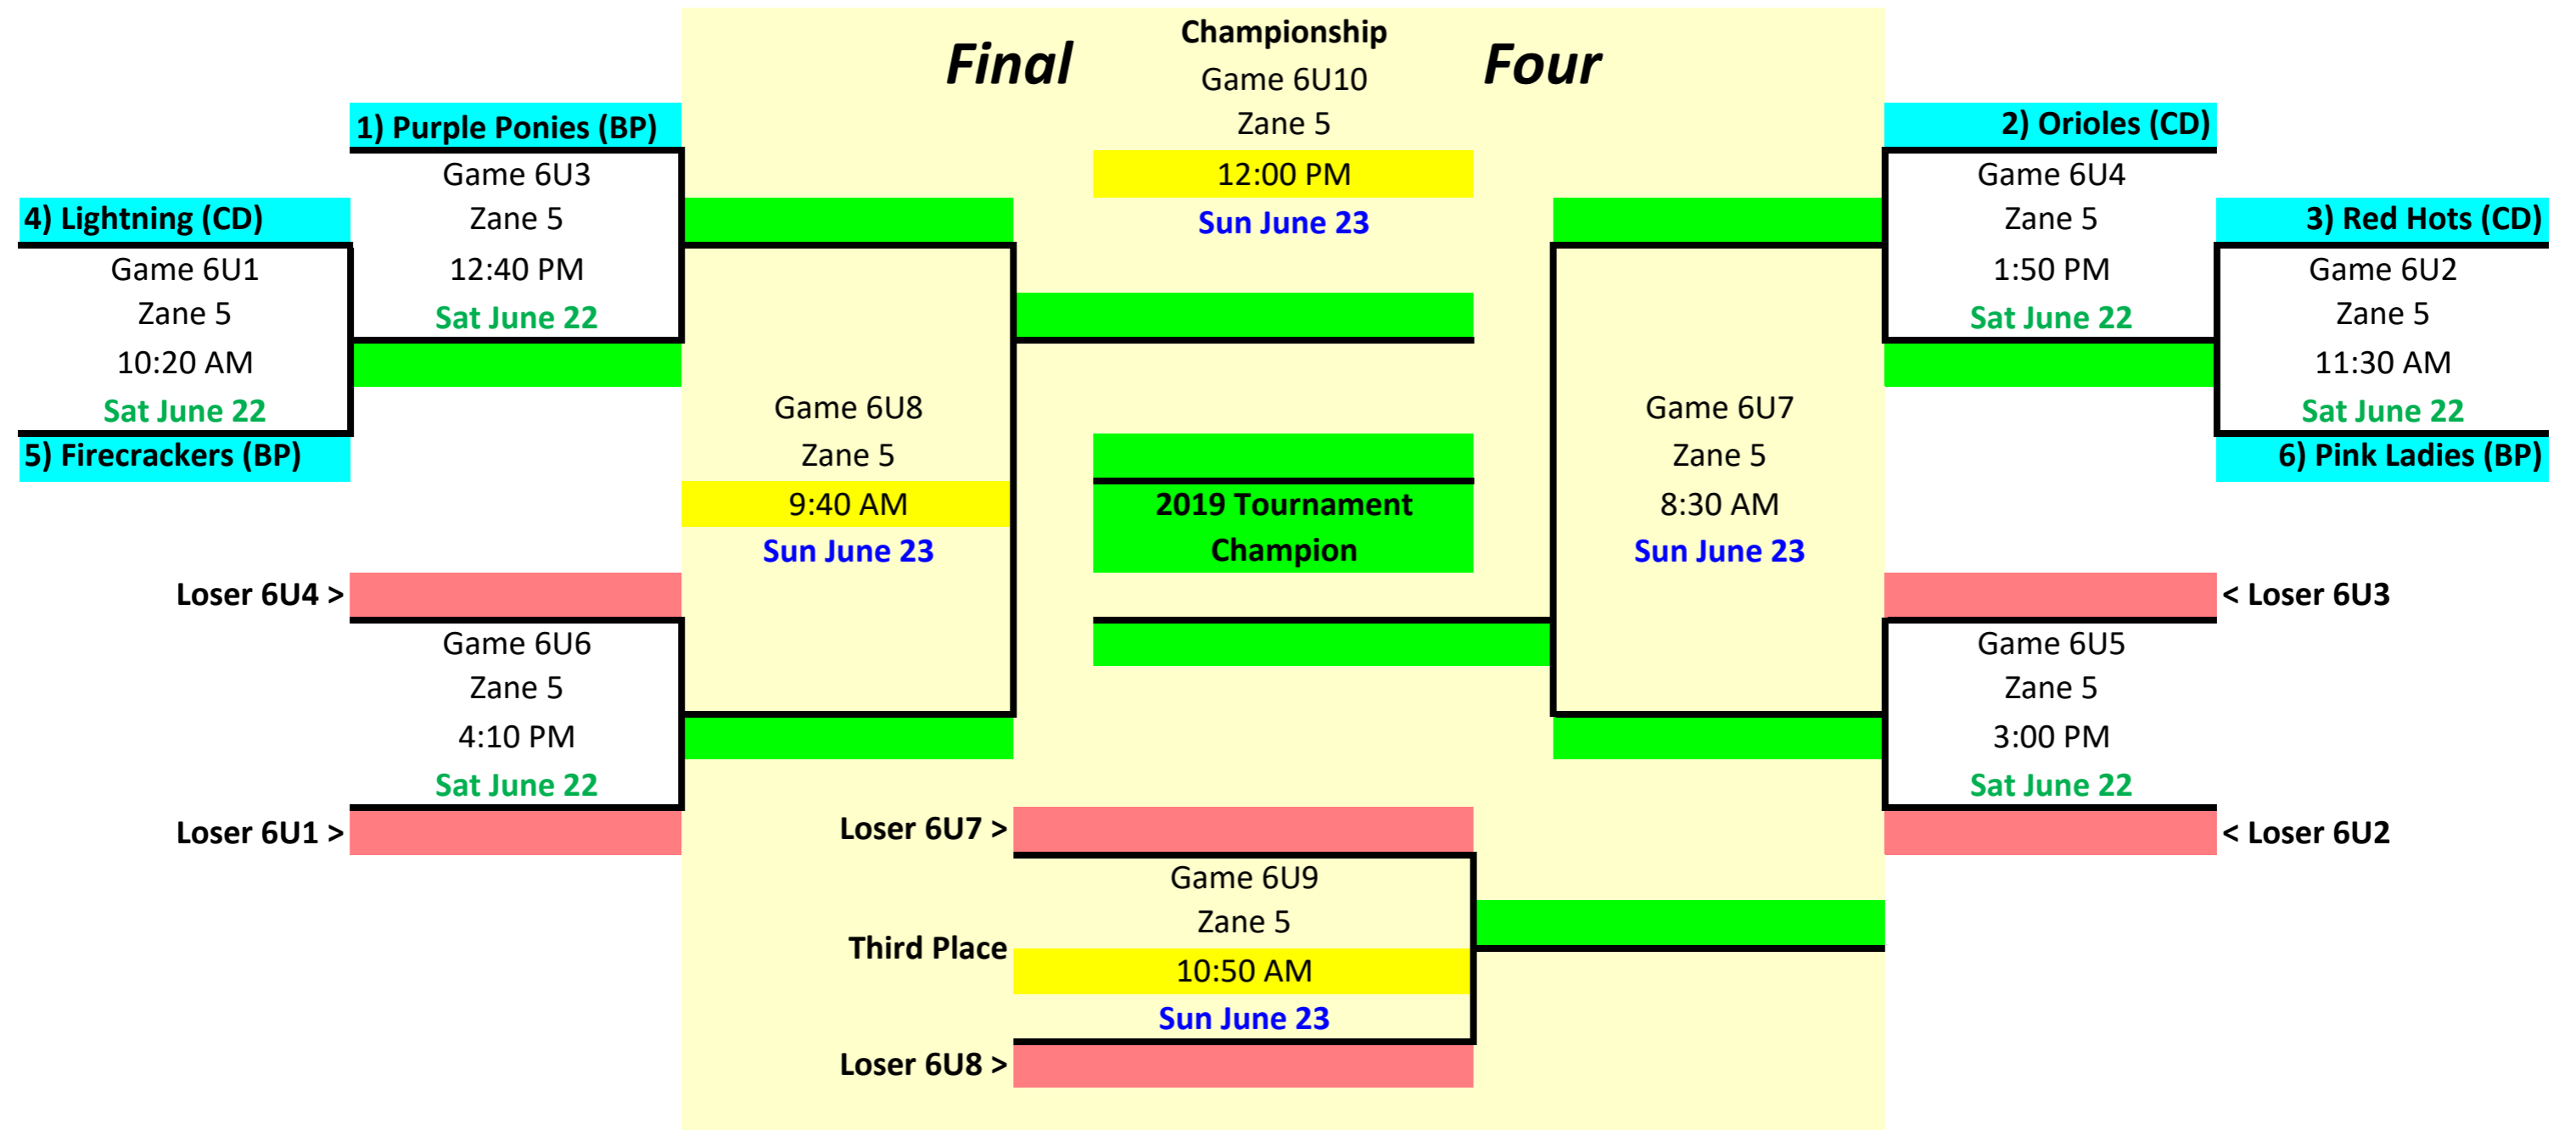 Final
Championship
Four
Game 6U10
Zane 5
12:00 PM
Sun June 23
1) Purple Ponies (BP)
Game 6U3
Zane 5
12:40 PM
Sat June 22
4) Lightning (CD)
Game 6U1
Zane 5
10:20 AM
Sat June 22
5) Firecrackers (BP)
2) Orioles (CD)
Game 6U4
Zane 5
1:50 PM
Sat June 22
3) Red Hots (CD)
Game 6U2
Zane 5
11:30 AM
Sat June 22
6) Pink Ladies (BP)
Game 6U8
Zane 5
9:40 AM
Sun June 23
2019 Tournament
Champion
Game 6U7
Zane 5
8:30 AM
Sun June 23
Loser 6U4 >
Game 6U6
Zane 5
4:10 PM
Sat June 22
Loser 6U1 >
< Loser 6U3
Game 6U5
Zane 5
3:00 PM
Sat June 22
< Loser 6U2
Loser 6U7 >
Game 6U9
Zane 5
Third Place
10:50 AM
Sun June 23
Loser 6U8 >